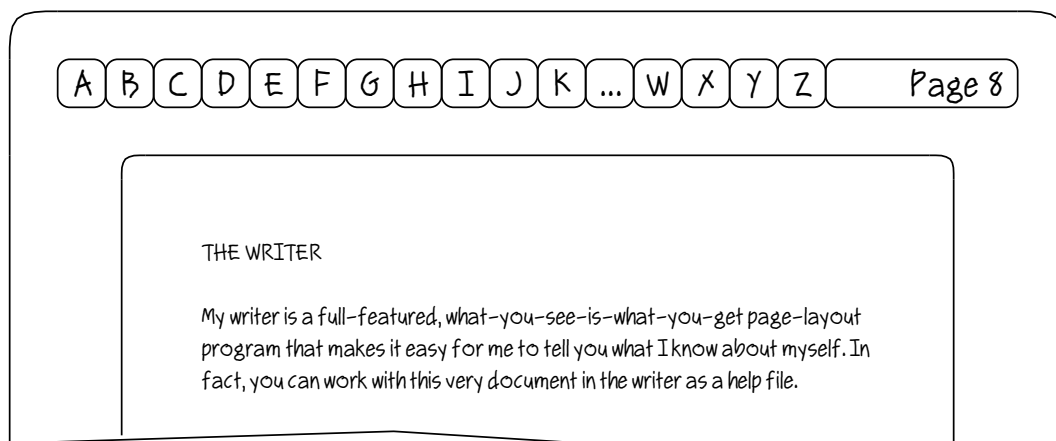 A B C D E F G H I J K ... W X Y Z Page 8
THE WRITER
My writer is a full-featured, what-you-see-is-what-you-get page-layout
program that makes it easy for me to tell you what I know about myself. In
fact, you can work with this very document in the writer as a help file.